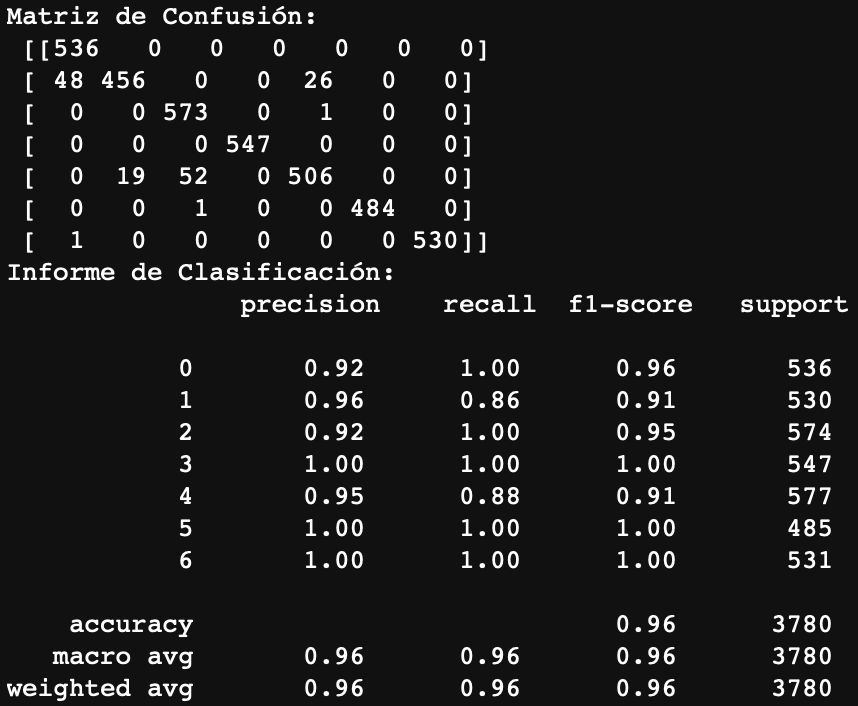 Matriz de Confusión:
[[536 0 0 0 0 0 0]
[ 48 456 0 0 26 0 0]
[ 0 0 573 0 1 0 0]
[ 0 0 0 547 0 0 0]
[ 0 19 52 0 506 0 0]
[ 0 0 1 0 0 484 0]
[ 1 0 0 0 0 0 530]]
Informe de Clasificación:
precision recall f1-score support
0 0.92 1.00 0.96 536
1 0.96 0.86 0.91 530
2 0.92 1.00 0.95 574
3 1.00 1.00 1.00 547
4 0.95 0.88 0.91 577
5 1.00 1.00 1.00 485
6 1.00 1.00 1.00 531
accuracy 0.96 3780
macro avg 0.96 0.96 0.96 3780
weighted avg 0.96 0.96 0.96 3780